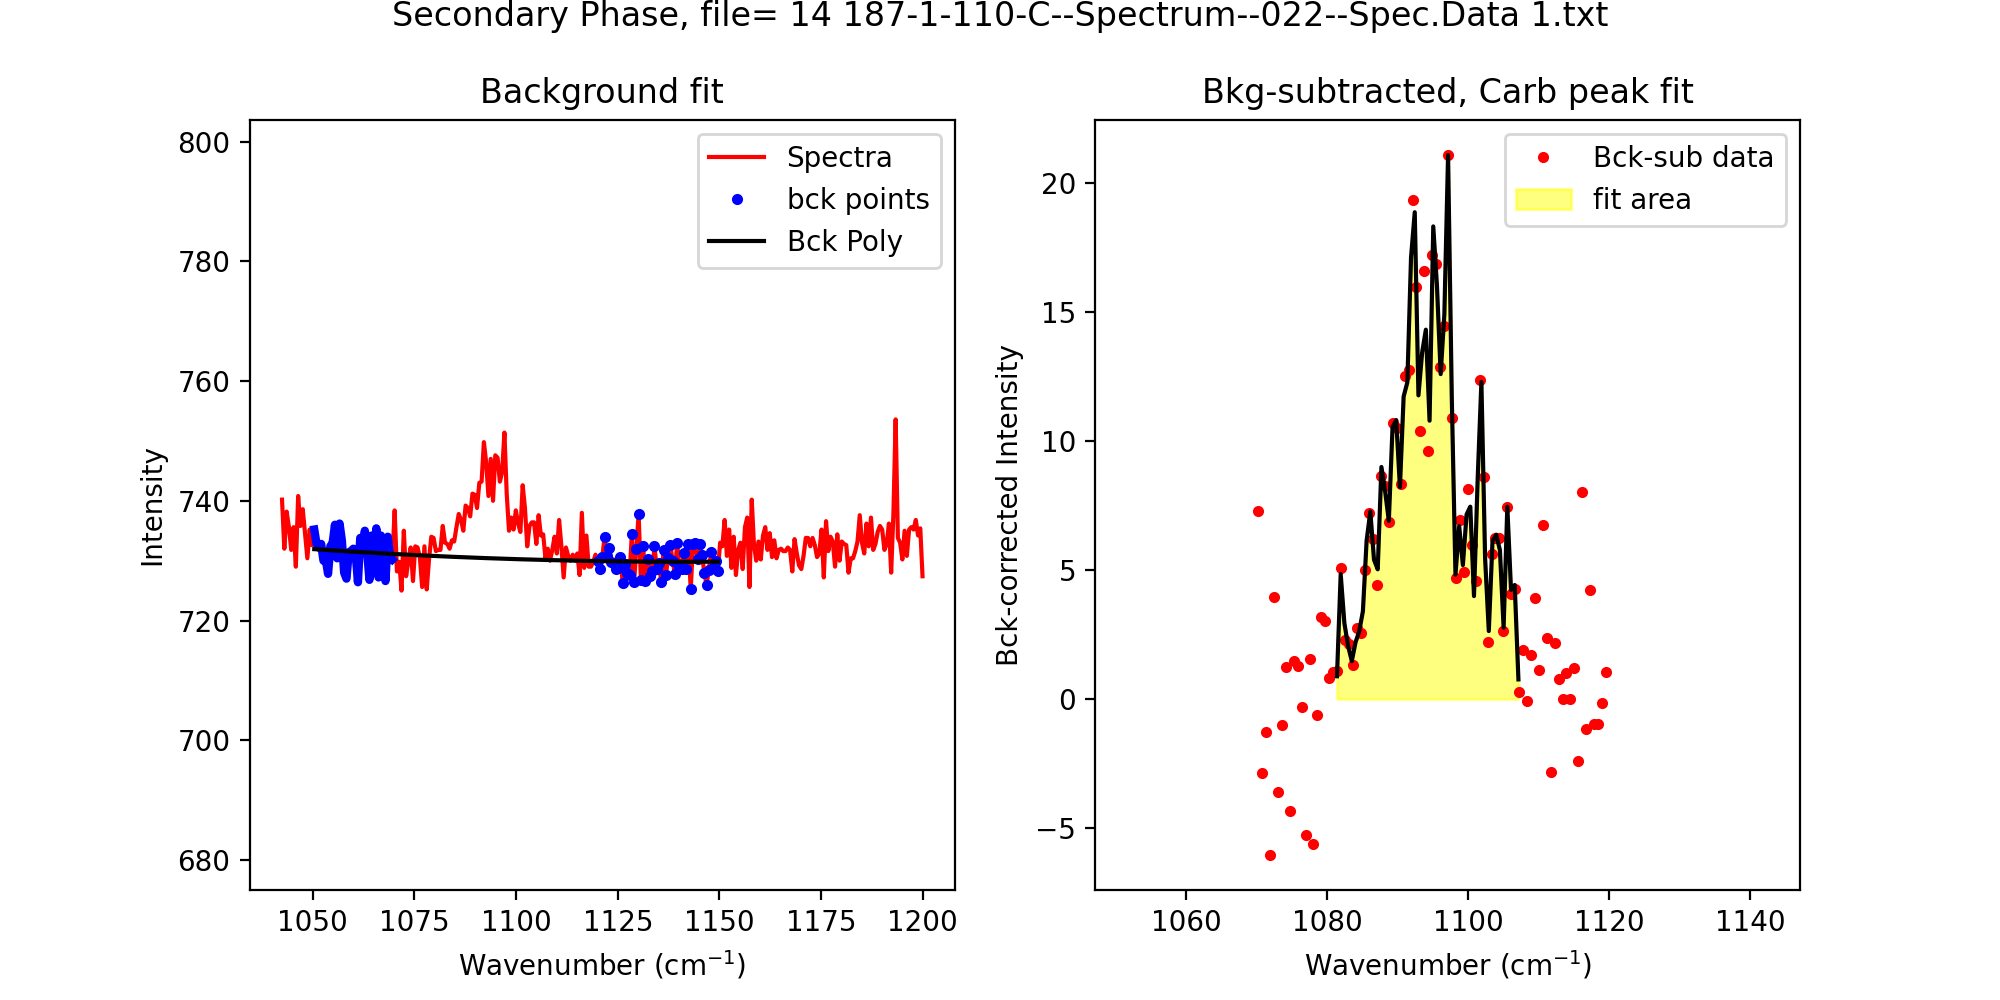 Secondary Phase, file= 14 187-1-110-C--Spectrum--022--Spec.Data 1.txt
Background fit
800
780
760
740
720
700
680
Intensity
1050 1075 1100 1125 1150 1175 1200
Wavenumber (cm⁻¹)
Spectra
bck points
Bck Poly
Bkg-subtracted, Carb peak fit
20
15
10
5
0
−5
Bck-corrected Intensity
1060 1080 1100 1120 1140
Wavenumber (cm⁻¹)
Bck-sub data
fit area